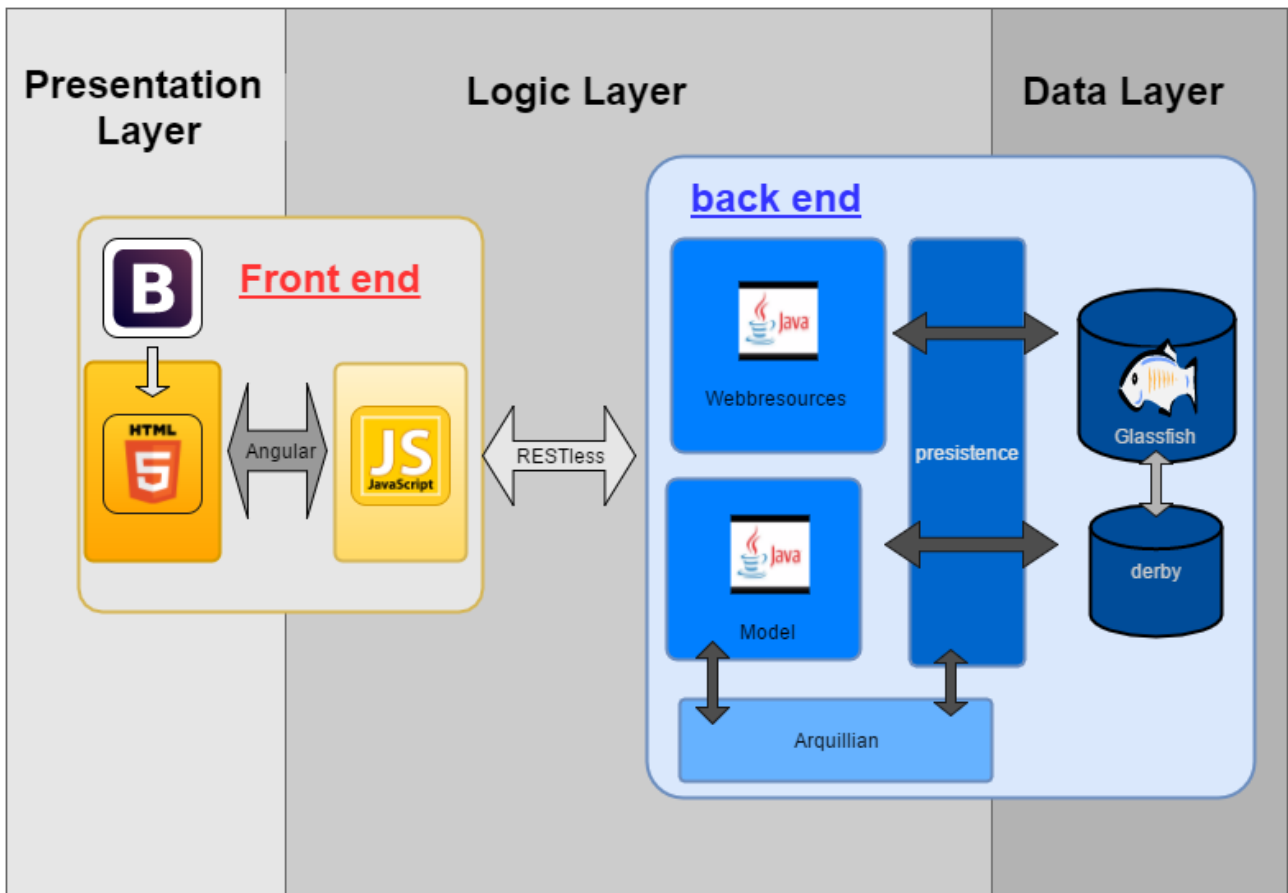 Presentation
Layer
Logic Layer
Data Layer
back end
Front end
B
HTML
5
Angular
JS
JavaScript
RESTless
Java
Webbresources
presistence
Glassfish
Java
Model
derby
Arquillian